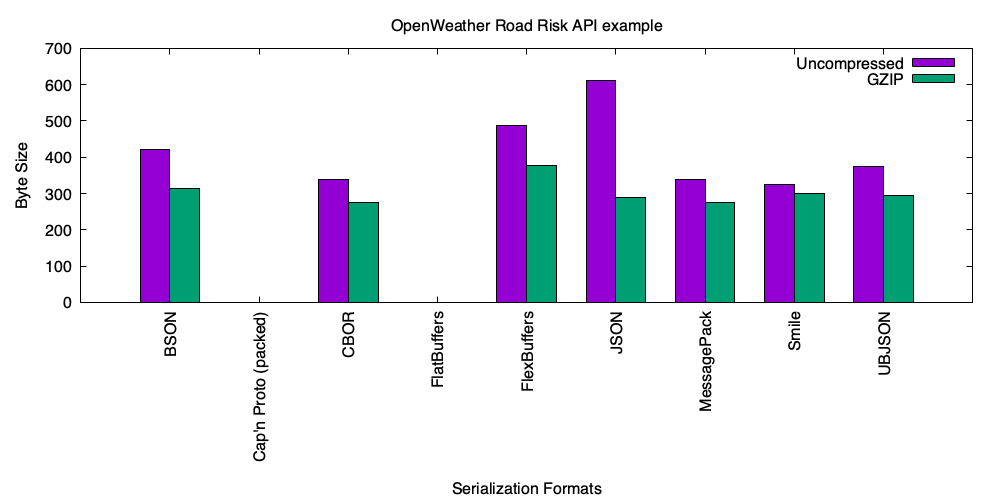 OpenWeather Road Risk API example
Uncompressed
GZIP
Byte Size
700
600
500
400
300
200
100
0
BSON
Cap'n Proto (packed)
CBOR
FlatBuffers
FlexBuffers
JSON
MessagePack
Smile
UBJSON
Serialization Formats